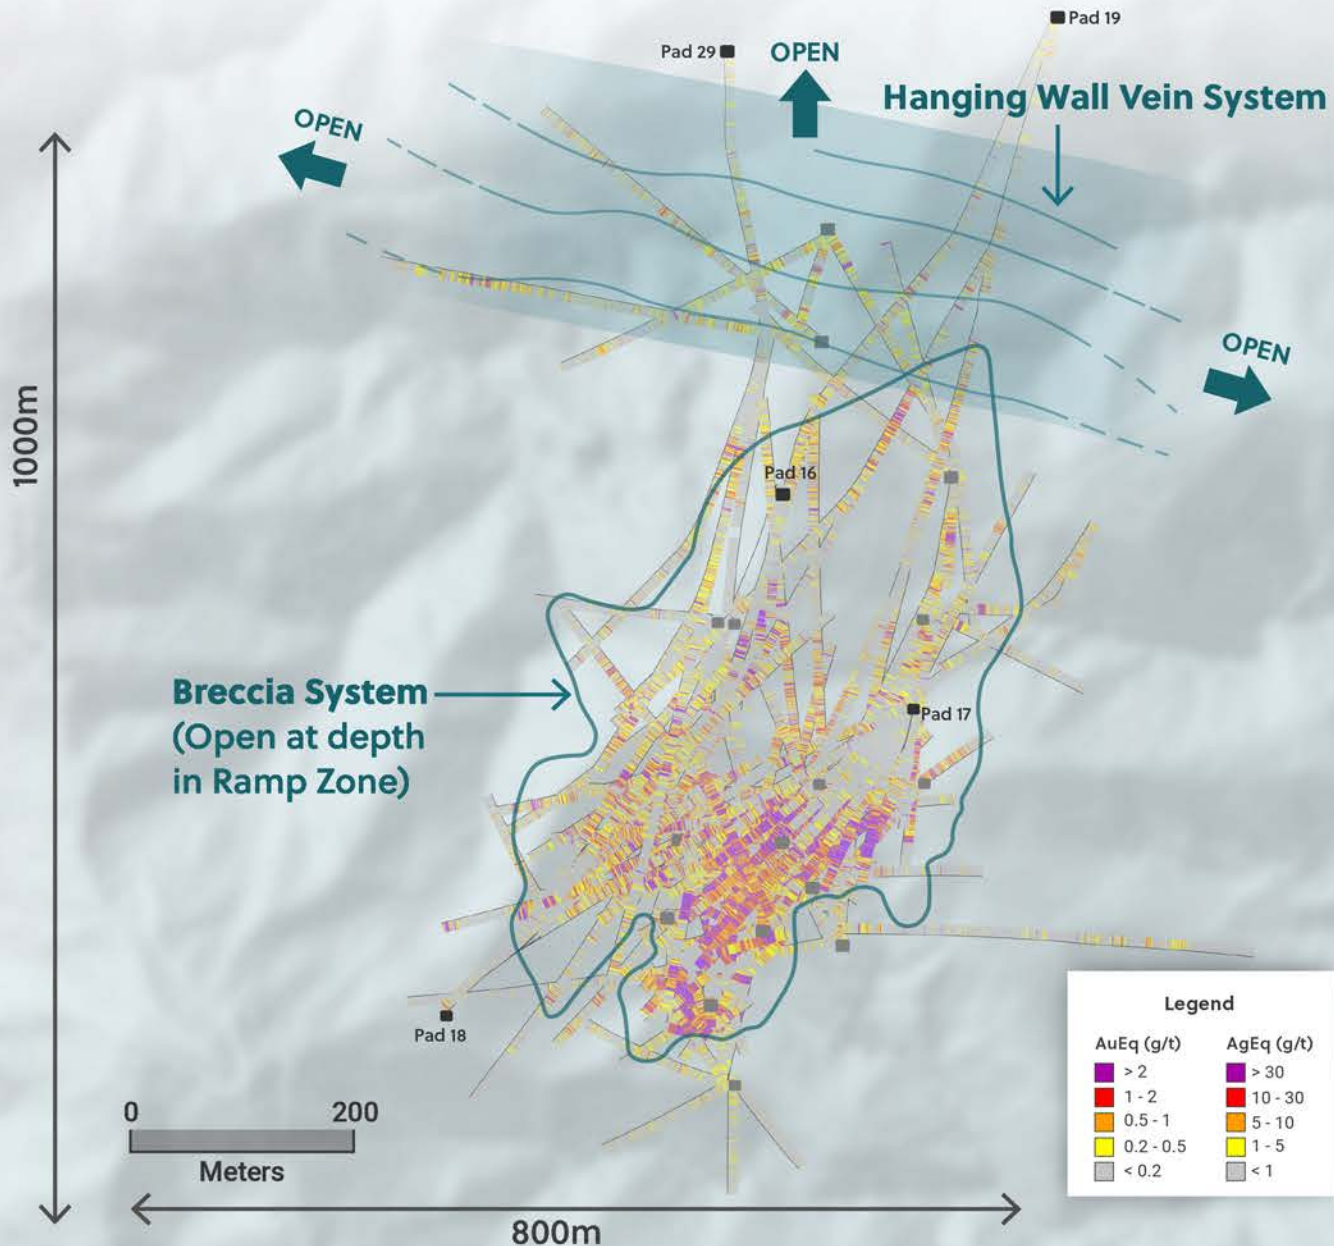 Pad 19
Pad 29
OPEN
Hanging Wall Vein System
OPEN
OPEN
1000m
Pad 16
Breccia System
(Open at depth
in Ramp Zone)
Pad 17
Pad 18
0 200
Meters
800m
Legend
AuEq (g/t) AgEq (g/t)
> 2 > 30
1 - 2 10 - 30
0.5 - 1 5 - 10
0.2 - 0.5 1 - 5
< 0.2 < 1